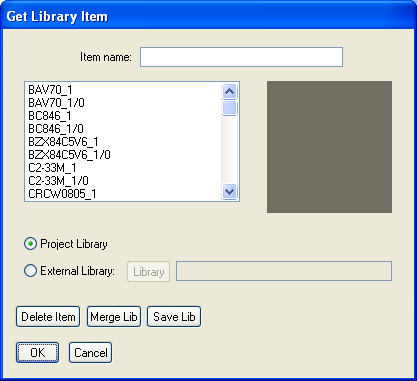 Get Library Item
Item name:
BAV70_1
BAV70_1/0
BC846_1
BC846_1/0
BZX84C5V6_1
BZX84C5V6_1/0
C2-33M_1
C2-33M_1/0
CRCW0805_1
Project Library
External Library: Library
Delete Item Merge Lib Save Lib
OK Cancel